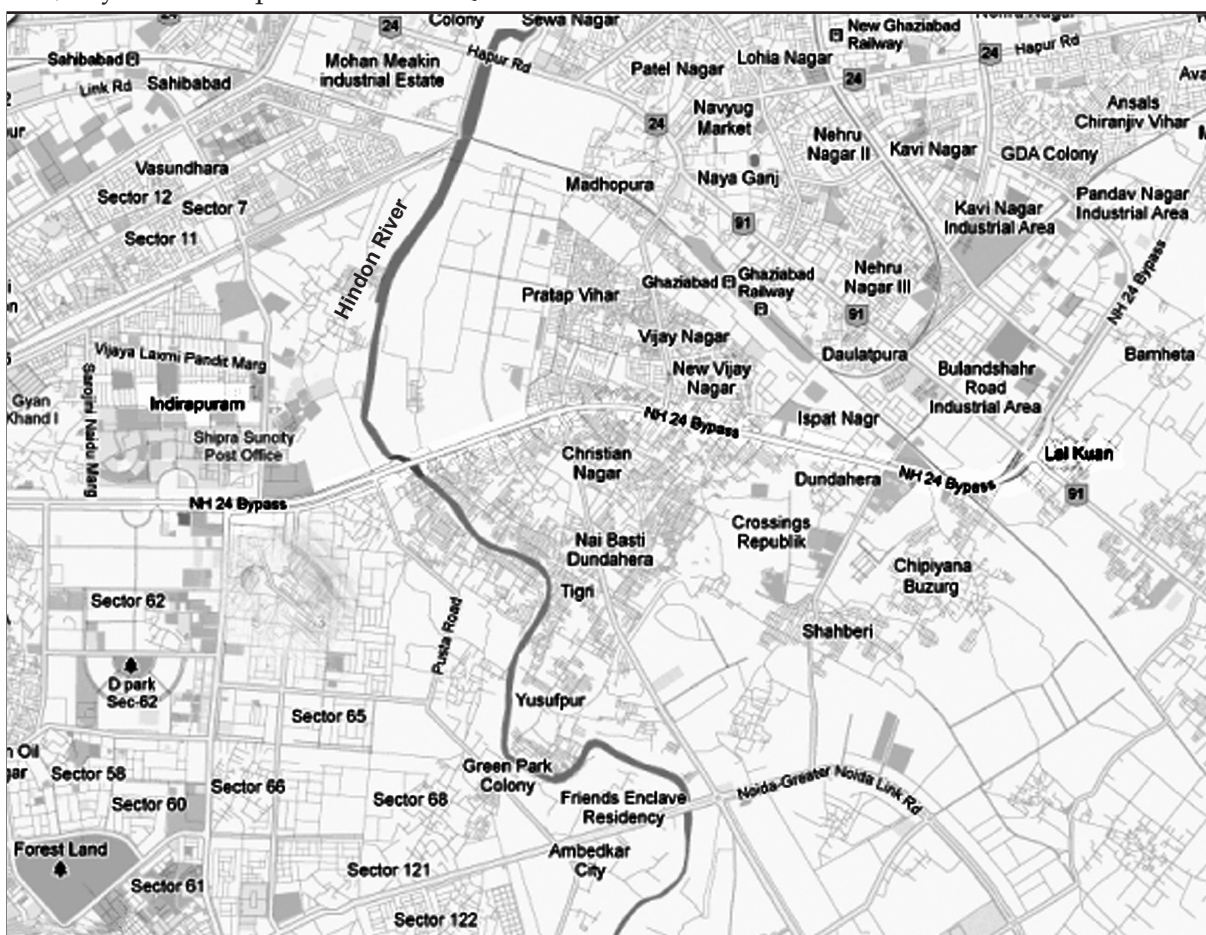 24
Colony
Sewa Nagar
New Ghaziabad
Railway
24
Hapur Rd
24
Sahibabad
Mohan Meakin
industrial Estate
Hapur Rd
Lohia Nagar
Patel Nagar
24
Link Rd
Sahibabad
Ansals
Chiranjiv Vihar
Navyug
Market
24
Nehru
Nagar II
Kavi Nagar
GDA Colony
Vasundhara
Sector 12
Sector 7
Madhopura
Naya Ganj
Pandav Nagar
Industrial Area
Kavi Nagar
Industrial Area
Sector 11
91
Hindon River
Ghaziabad
Ghaziabad
Railway
Nehru
Nagar III
NH 24 Bypass
Pratap Vihar
91
Vijay Nagar
Vijaya Laxmi Pandit Marg
Daulatpura
Bamheta
New Vijay
Nagar
Bulandshahr
Road
Industrial Area
Gyan
Khand I
Sarojini Naidu Marg
Indirapuram
NH 24 Bypass
Ispat Nagr
Shipra Suncity
Post Office
Christian
Nagar
Lal Kuan
Dundahera
NH 24 Bypass
91
NH 24 Bypass
Crossings
Republik
Nai Basti
Dundahera
Chipiyana
Buzurg
Tigri
Sector 62
Pusta Road
Shahberi
D park
Sec-62
Yusufpur
Sector 65
Oil
Sector 58
Green Park
Colony
Sector 66
Sector 60
Sector 68
Friends Enclave
Residency
Noida-Greater Noida Link Rd
Forest Land
Ambedkar
City
Sector 121
Sector 61
Sector 122